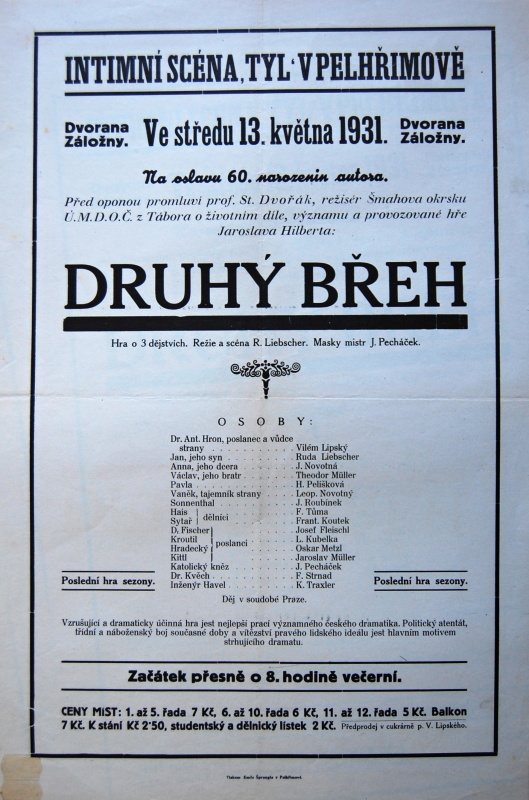 INTIMNÍ SCÉNA „TYL“ V PELHŘIMOVĚ
Dvorana Záložny. Ve středu 13. května 1931. Dvorana Záložny.
Na oslavu 60. narozenin autora.
Před oponou promluví prof. St. Dvořák, režisér Šmahova okrsku
Ú.M.D.O.Č. z Tábora o životním díle, významu a provozované hře
Jaroslava Hilberta:
DRUHÝ BŘEH
Hra o 3 dějstvích. Režie a scéna R. Liebscher. Masky mistr J. Pecháček.
OSOBY:
Dr. Ant. Hron, poslanec a vůdce
strany . . . . . . . . . Vilém Lipský
Jan, jeho syn . . . . . . . Ruda Liebscher
Anna, jeho dcera . . . . . . J. Novotná
Václav, jeho bratr . . . . . . Theodor Müller
Pavla . . . . . . . . . . H. Pelíšková
Vaněk, tajemník strany . . . . Leop. Novotný
Sonnenthal . . . . . . . . J. Roubínek
Hais } dělníci . . . . . . . F. Tůma
Sytař } . . . . . . . Frant. Koutek
D. Fischer } . . . . . . . Josef Fleischl
Kroutil } poslanci . . . . . L. Kubelka
Hradecký } . . . . . Oskar Metzl
Kittl } . . . . . . . Jaroslav Müller
Katolický kněz . . . . . . . J. Pecháček
Dr. Kvěch . . . . . . . . F. Strnad
Inženýr Havel . . . . . . . K. Traxler
Poslední hra sezony. Poslední hra sezony.
Děj v soudobé Praze.
Vzrušující a dramaticky účinná hra jest nejlepší prací významného českého dramatika. Politický atentát,
třídní a náboženský boj současné doby a vítězství pravého lidského ideálu jest hlavním motivem
strhujícího dramatu.
Začátek přesně o 8. hodině večerní.
CENY MÍST: 1. až 5. řada 7 Kč, 6. až 10. řada 6 Kč, 11. až 12. řada 5 Kč. Balkon
7 Kč. K stání Kč 2'50, studentský a dělnický lístek 2 Kč. Předprodej v cukrárně p. V. Lipského.
Tiskem Emila Šprongla v Pelhřimově.